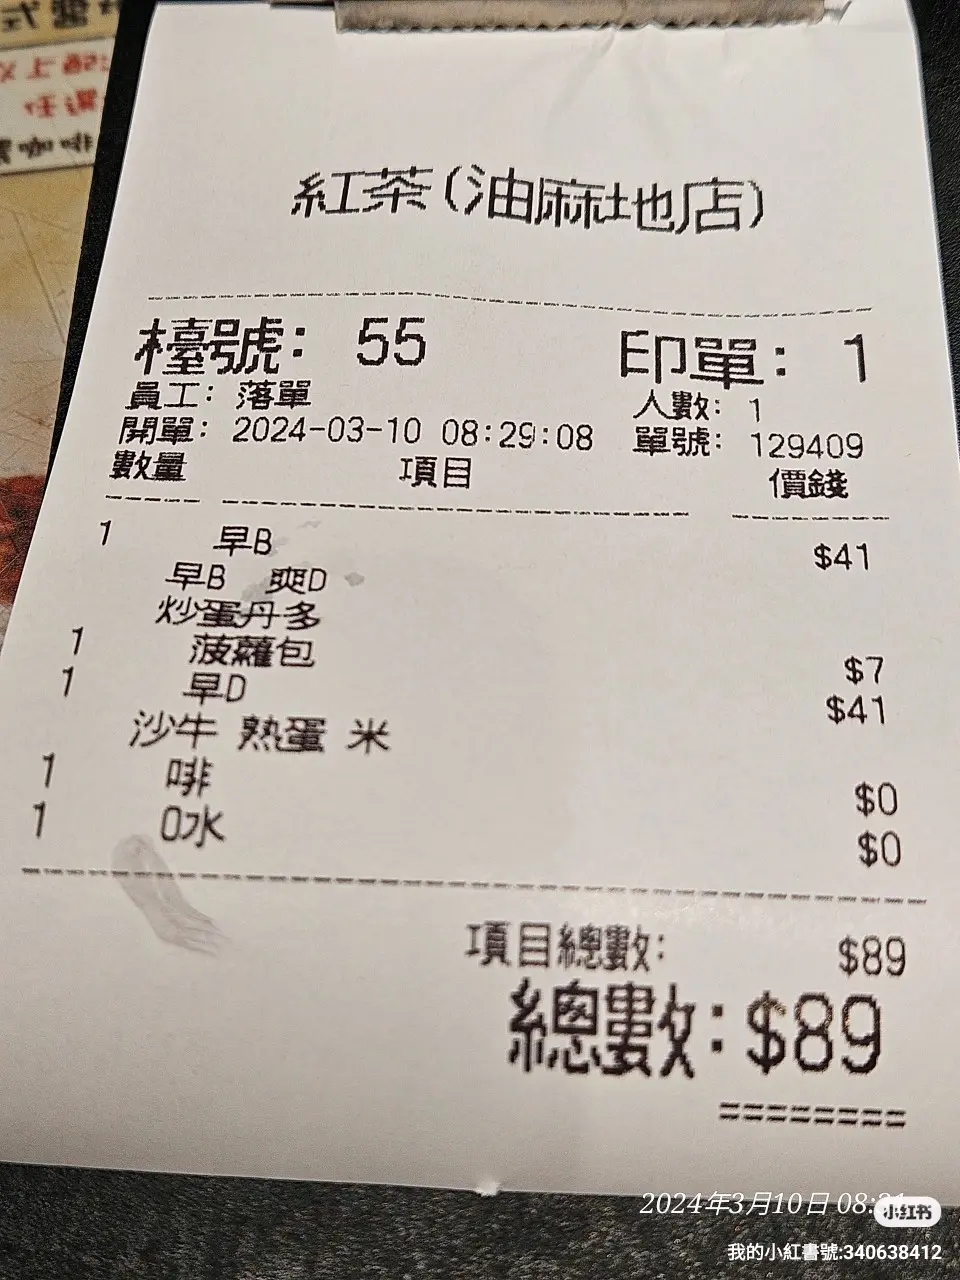 紅茶(油麻地店)
檯號: 55 印單: 1
員工: 落單 人數: 1
開單: 2024-03-10 08:29:08 單號: 129409
數量 項目 價錢
1 早B $41
早B 爽D
炒蛋丹多
1 菠蘿包 $7
1 早D $41
沙牛 熱蛋 米
1 啡 $0
1 0水 $0
項目總數: $89
總數: $89
========
2024年3月10日 08:
小红书
我的小紅書號:340638412